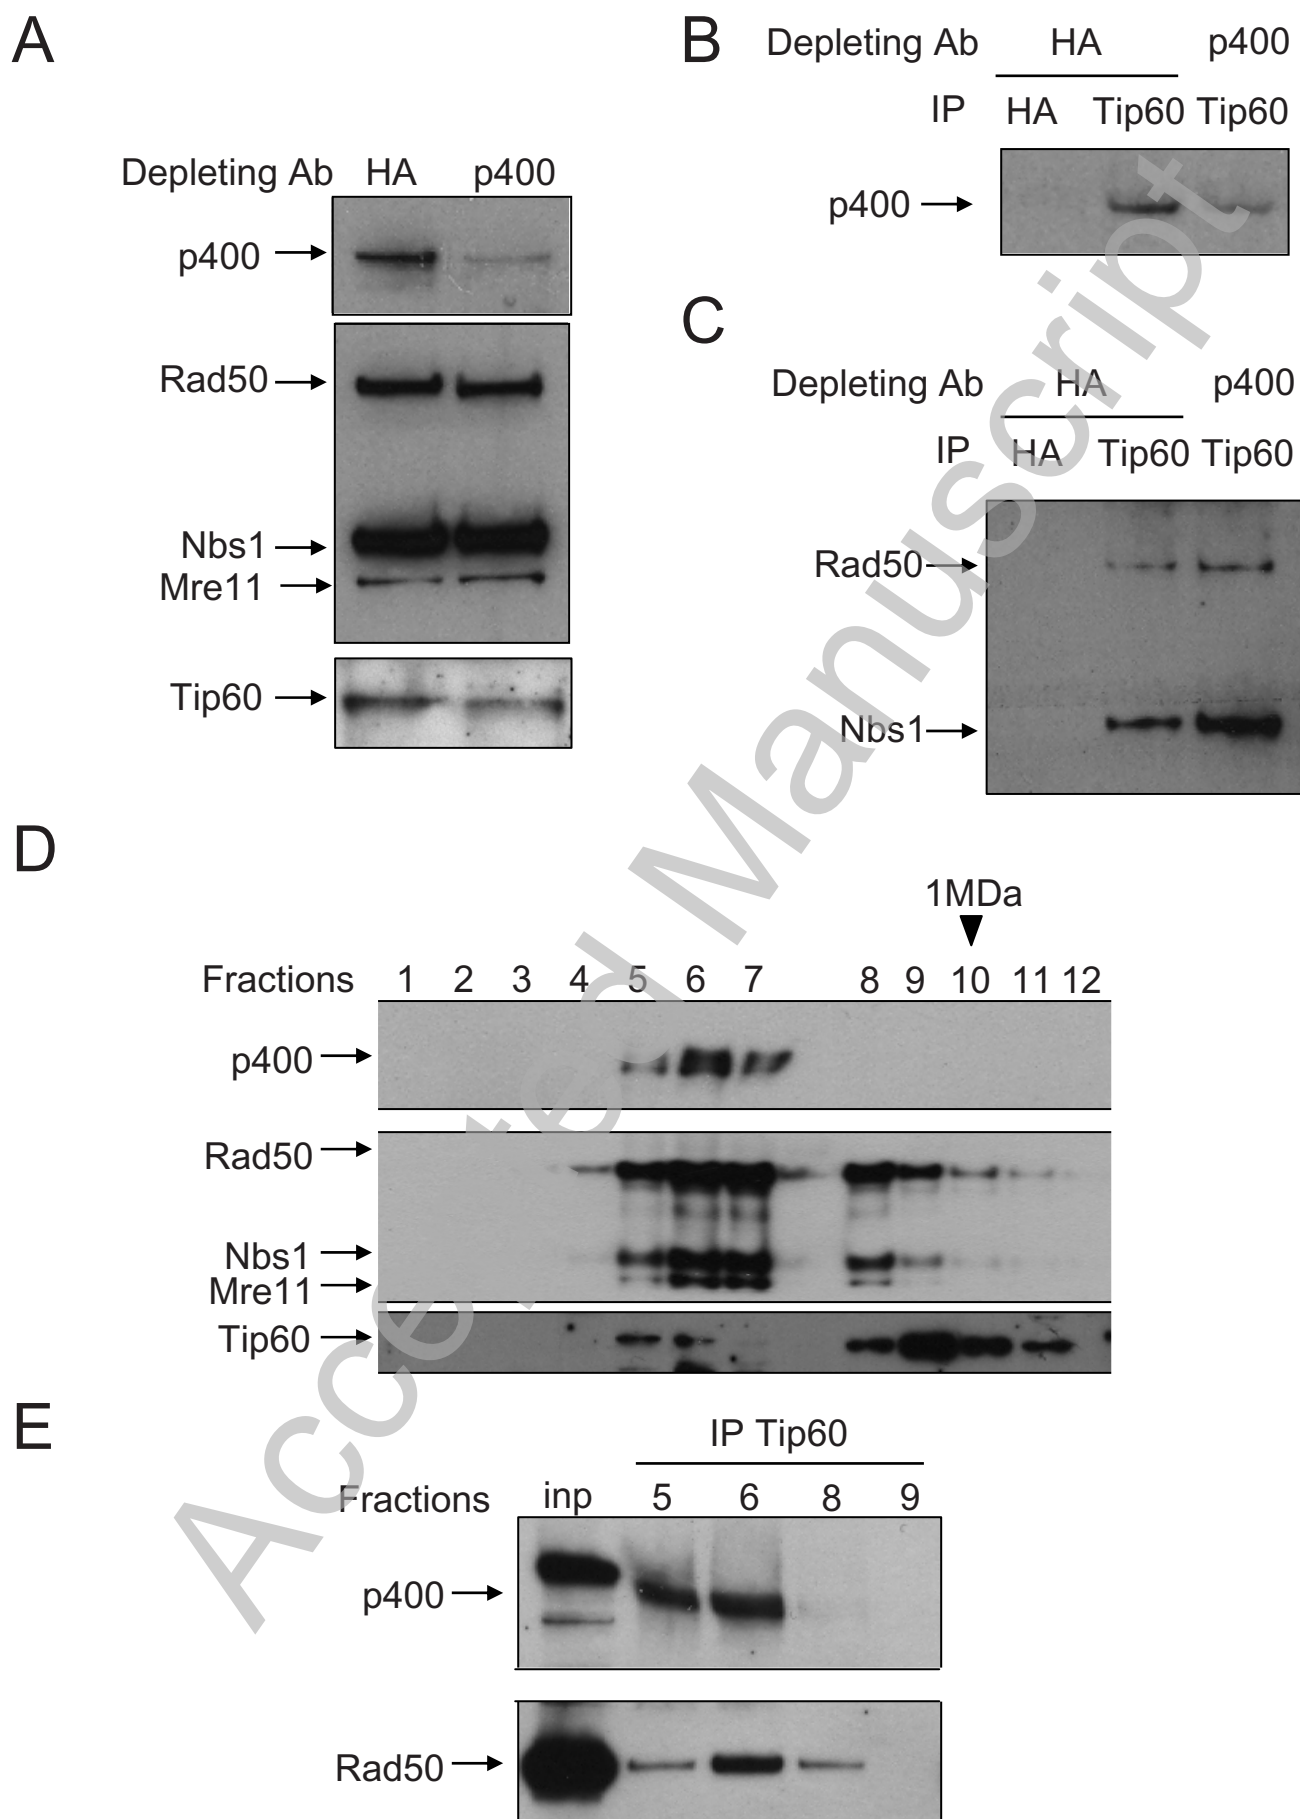 A
Depleting Ab HA p400
p400
Rad50
Nbs1
Mre11
Tip60
B
Depleting Ab HA p400
IP HA Tip60 Tip60
p400
C
Depleting Ab HA p400
IP HA Tip60 Tip60
Rad50
Nbs1
D
1MDa
Fractions 1 2 3 4 5 6 7 8 9 10 11 12
p400
Rad50
Nbs1
Mre11
Tip60
E
IP Tip60
Fractions inp 5 6 8 9
p400
Rad50
Accepted Manuscript